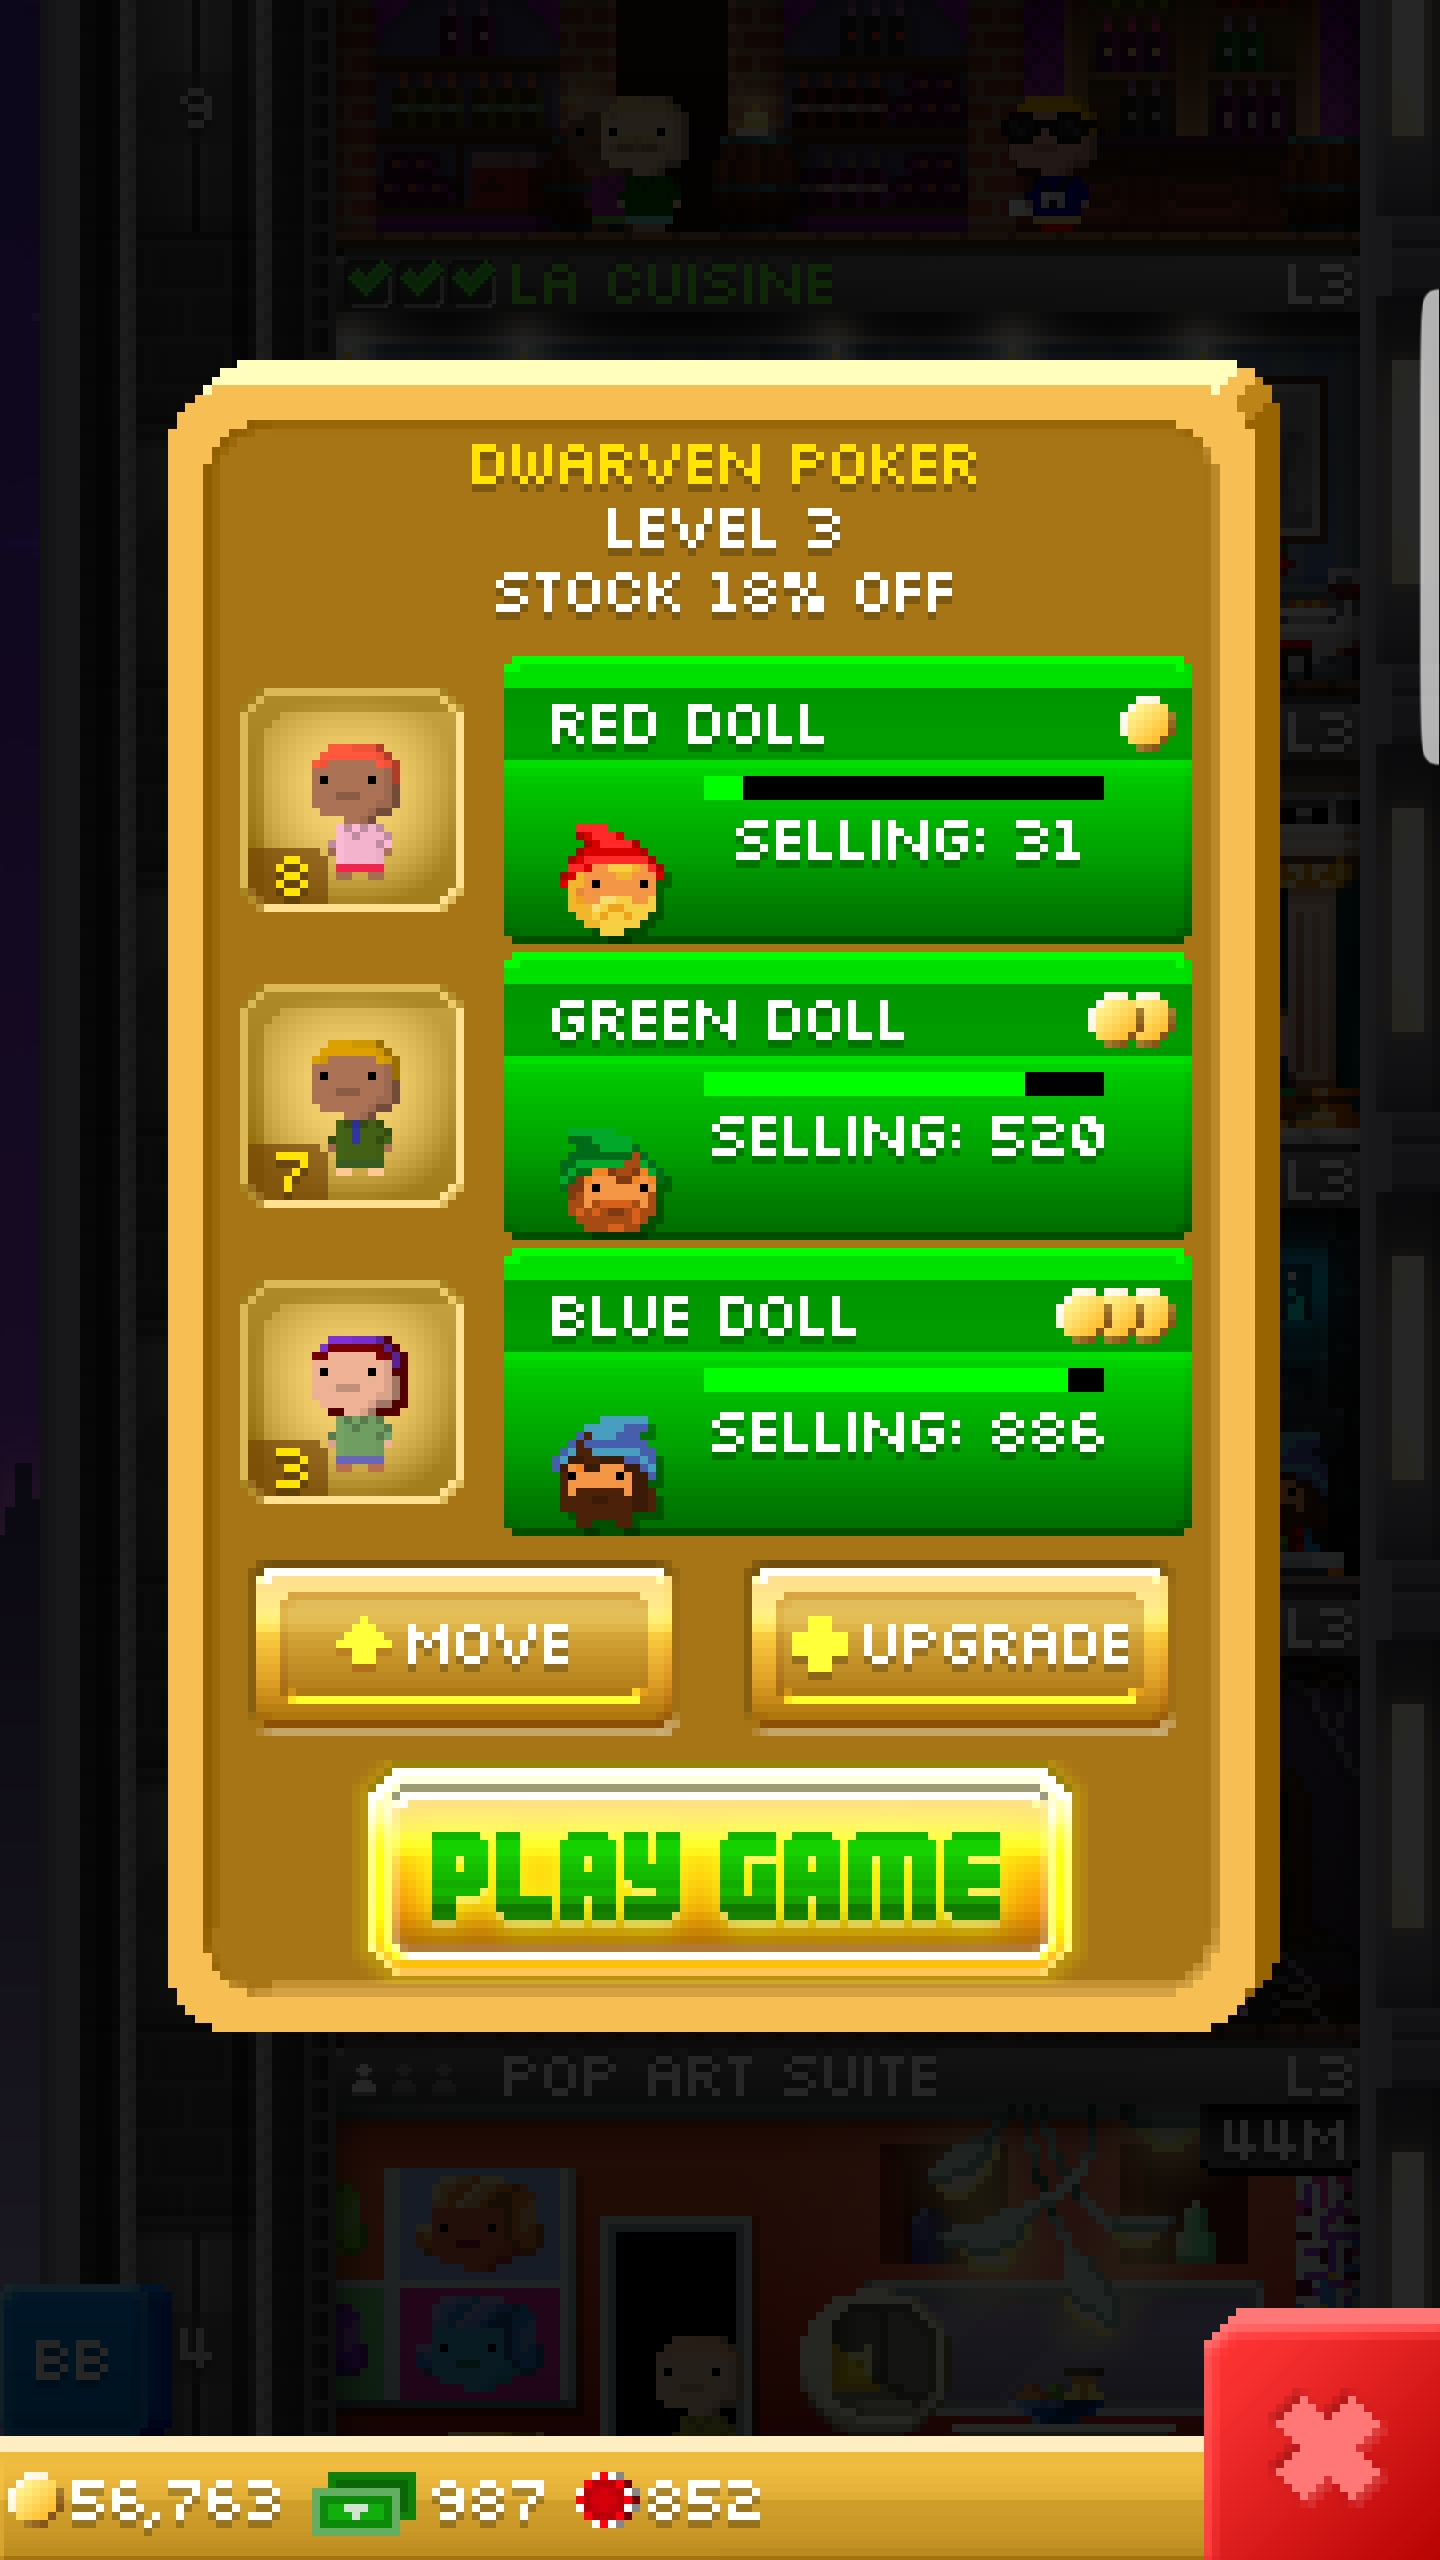 9
LA CUISINE L3
DWARVEN POKER
LEVEL 3
STOCK 18% OFF
8
RED DOLL
SELLING: 31
L3
7
GREEN DOLL
SELLING: 520
L3
3
BLUE DOLL
SELLING: 886
MOVE
UPGRADE
L3
PLAY GAME
POP ART SUITE L3
44M
BB
4
56,763 987 852